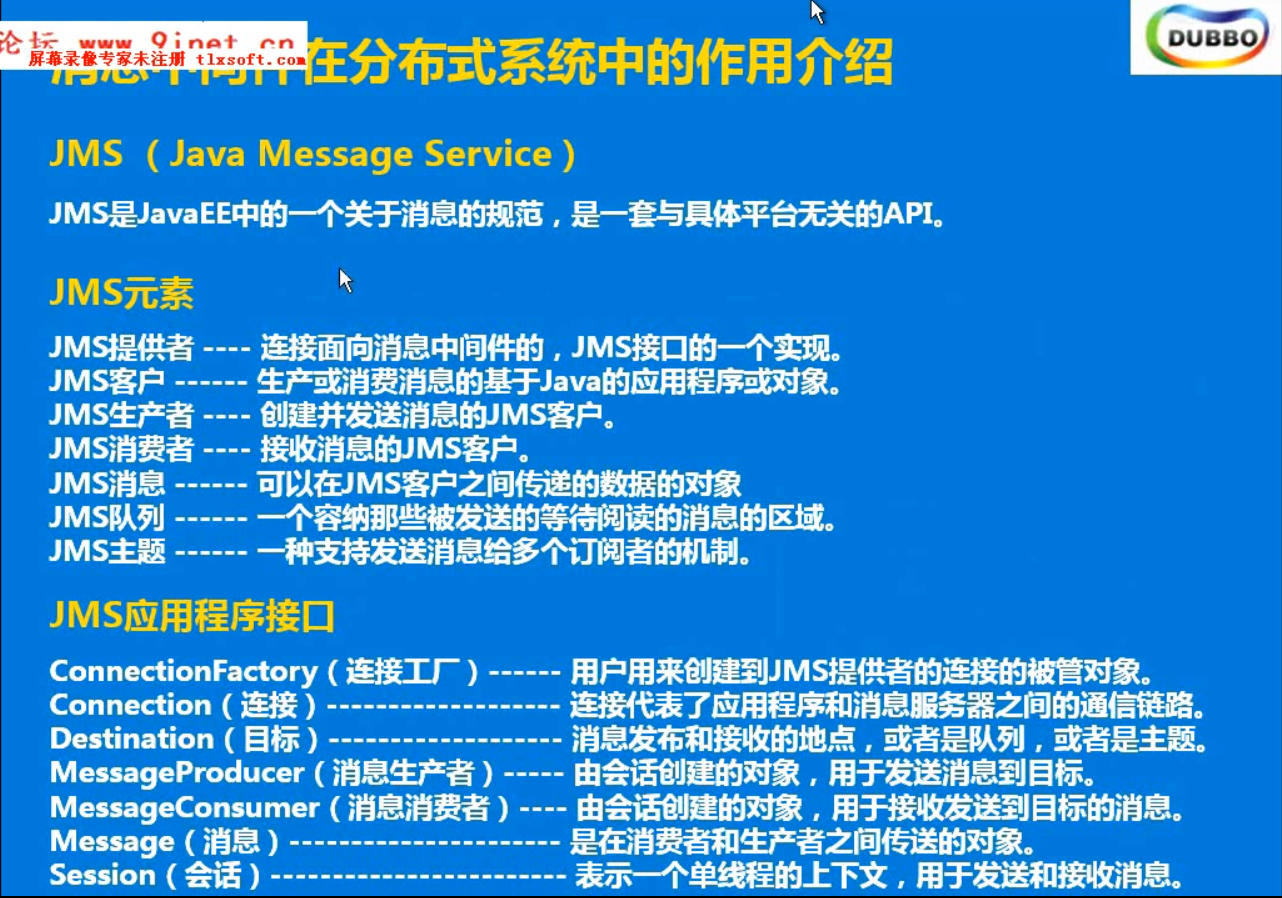 论坛 www.9inet.cn
屏幕录像专家未注册 tlxsoft.com
消息中间件在分布式系统中的作用介绍
DUBBO
JMS （Java Message Service）
JMS是JavaEE中的一个关于消息的规范，是一套与具体平台无关的API。
JMS元素
JMS提供者 ---- 连接面向消息中间件的，JMS接口的一个实现。
JMS客户 ------ 生产或消费消息的基于Java的应用程序或对象。
JMS生产者 ---- 创建并发送消息的JMS客户。
JMS消费者 ---- 接收消息的JMS客户。
JMS消息 ------ 可以在JMS客户之间传递的数据的对象
JMS队列 ------ 一个容纳那些被发送的等待阅读的消息的区域。
JMS主题 ------ 一种支持发送消息给多个订阅者的机制。
JMS应用程序接口
ConnectionFactory（连接工厂）------ 用户用来创建到JMS提供者的连接的被管对象。
Connection（连接）------------------- 连接代表了应用程序和消息服务器之间的通信链路。
Destination（目标）------------------- 消息发布和接收的地点，或者是队列，或者是主题。
MessageProducer（消息生产者）----- 由会话创建的对象，用于发送消息到目标。
MessageConsumer（消息消费者）---- 由会话创建的对象，用于接收发送到目标的消息。
Message（消息）---------------------- 是在消费者和生产者之间传送的对象。
Session（会话）------------------------ 表示一个单线程的上下文，用于发送和接收消息。